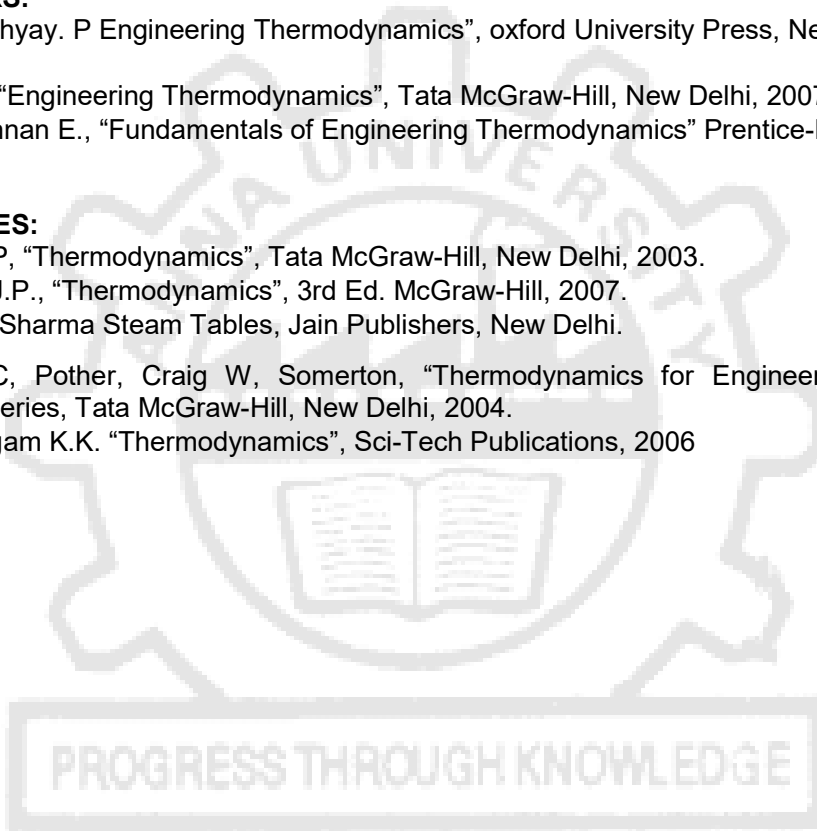 hyay. P Engineering Thermodynamics”, oxford University Press, Ne
“Engineering Thermodynamics”, Tata McGraw-Hill, New Delhi, 2007
nan E., “Fundamentals of Engineering Thermodynamics” Prentice-
ES:
P, “Thermodynamics”, Tata McGraw-Hill, New Delhi, 2003.
J.P., “Thermodynamics”, 3rd Ed. McGraw-Hill, 2007.
Sharma Steam Tables, Jain Publishers, New Delhi.
C, Pother, Craig W, Somerton, “Thermodynamics for Engineer
eries, Tata McGraw-Hill, New Delhi, 2004.
gam K.K. “Thermodynamics”, Sci-Tech Publications, 2006
UNIVERSITY
PROGRESS THROUGH KNOWLEDGE